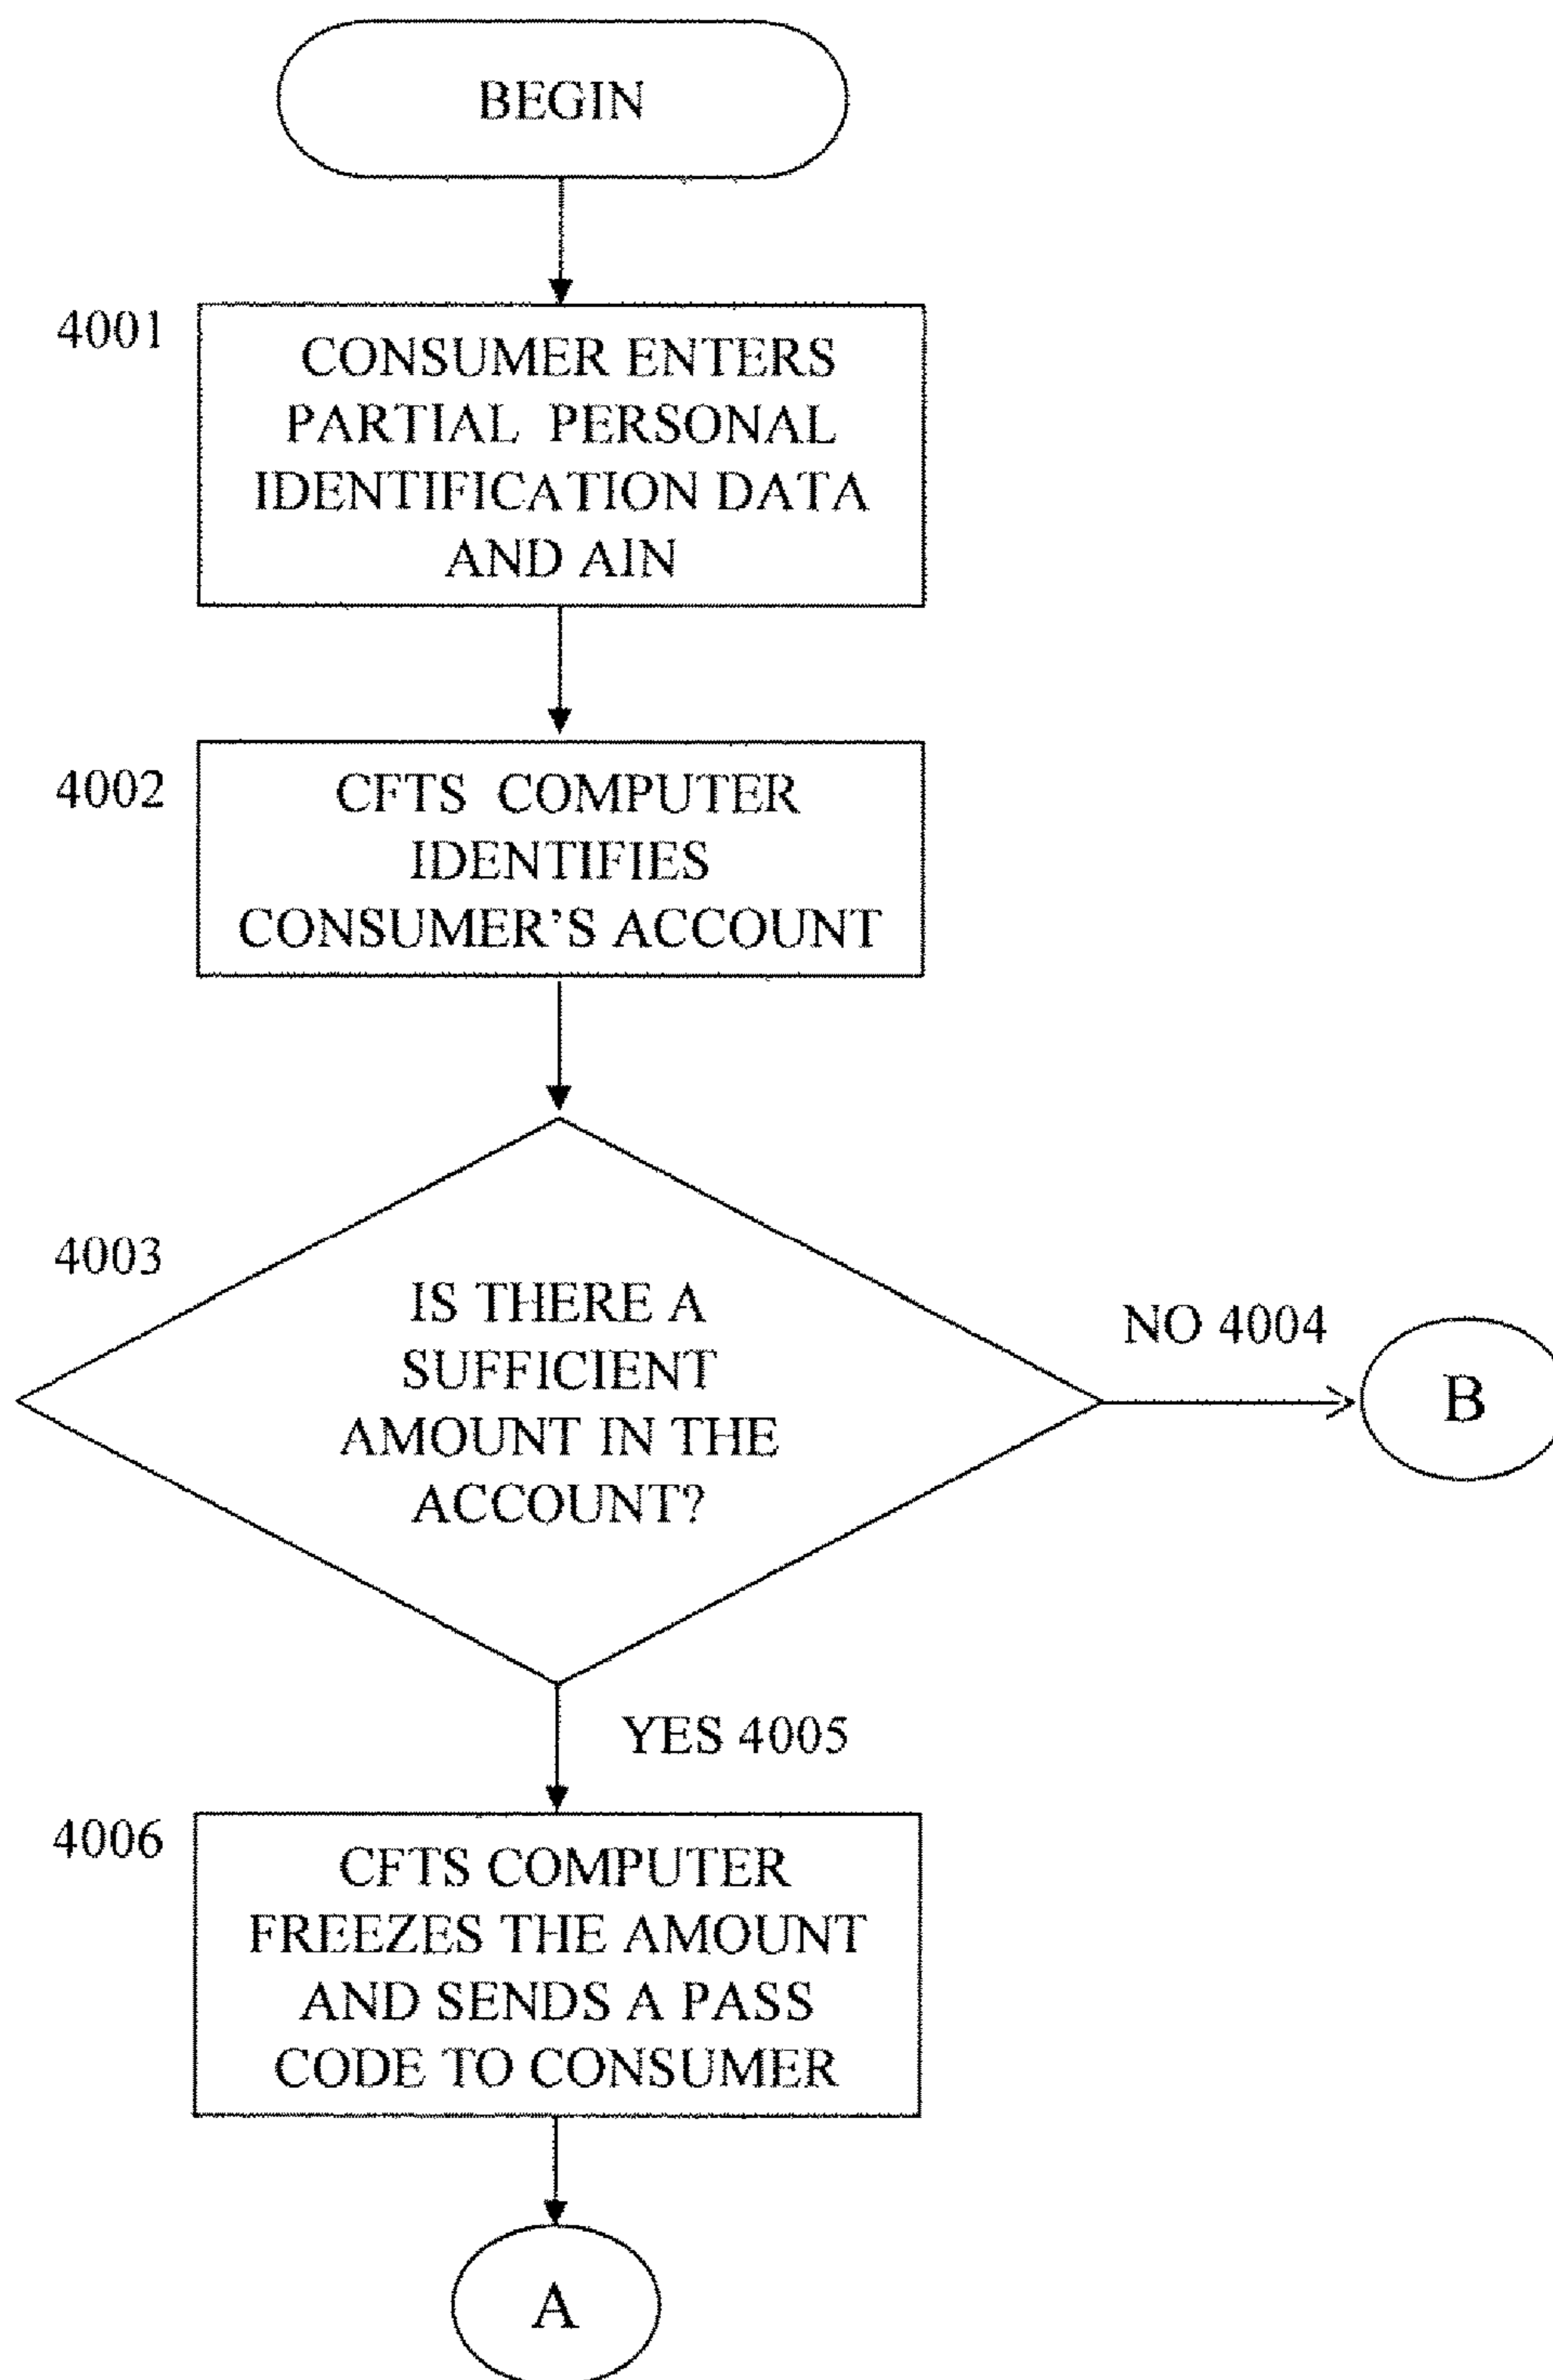 BEGIN
4001
CONSUMER ENTERS
PARTIAL PERSONAL
IDENTIFICATION DATA
AND AIN
4002
CFTS COMPUTER
IDENTIFIES
CONSUMER'S ACCOUNT
4003
IS THERE A
SUFFICIENT
AMOUNT IN THE
ACCOUNT?
NO 4004
B
YES 4005
4006
CFTS COMPUTER
FREEZES THE AMOUNT
AND SENDS A PASS
CODE TO CONSUMER
A